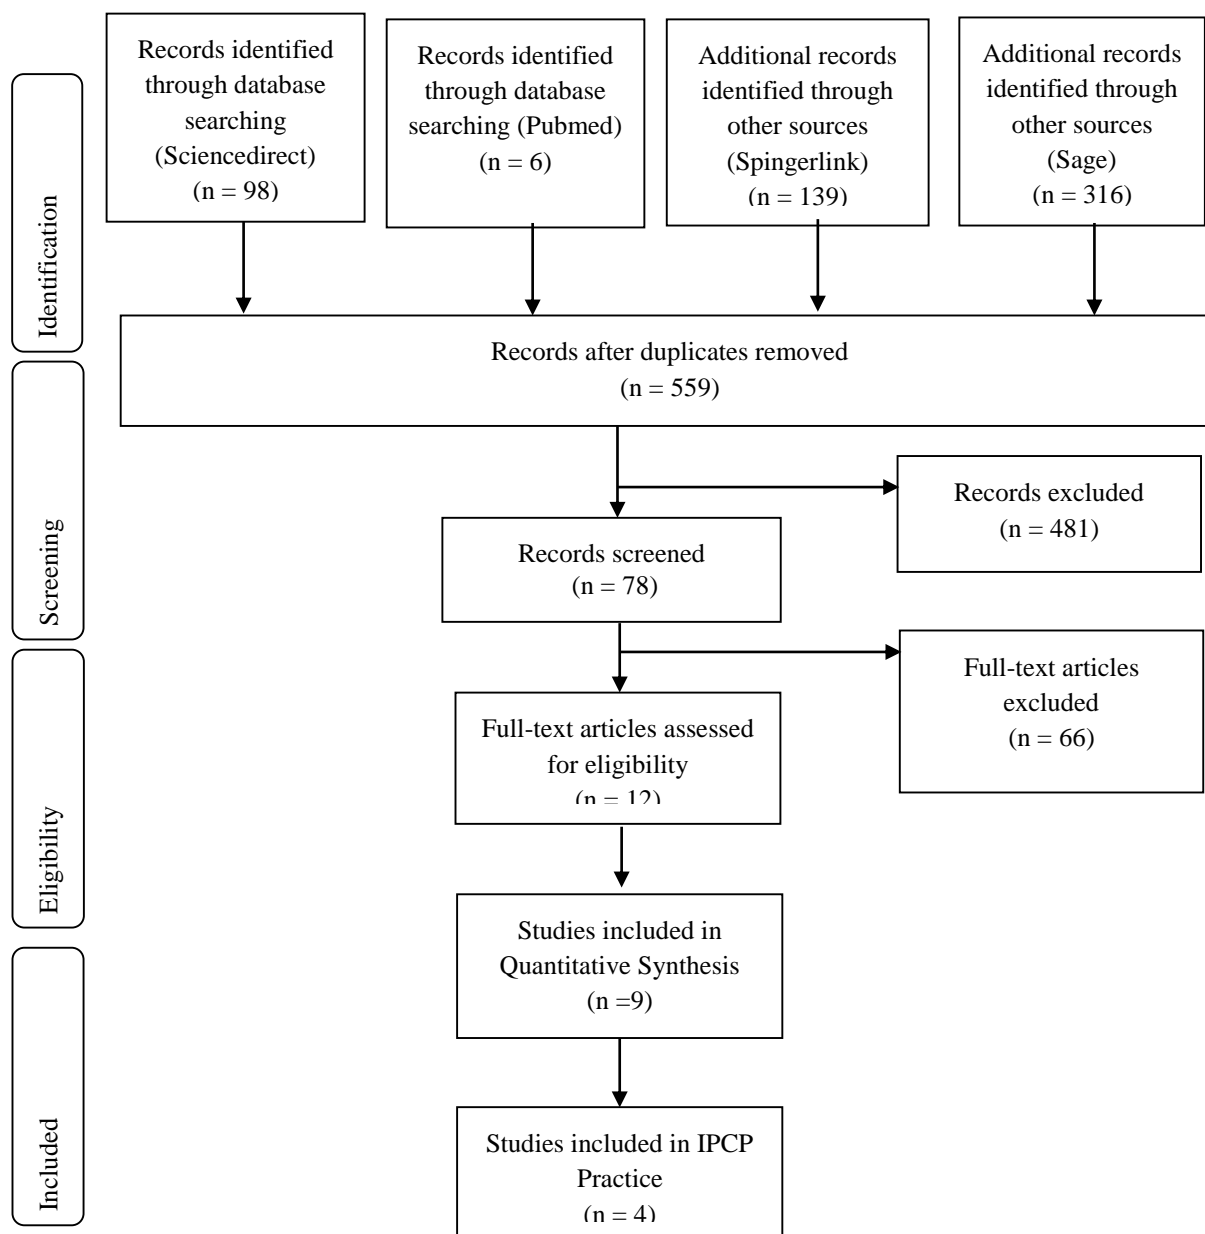 Records identified
through database
searching
(Sciencedirect)
(n = 98)
Records identified
through database
searching (Pubmed)
(n = 6)
Additional records
identified through
other sources
(Spingerlink)
(n = 139)
Additional records
identified through
other sources
(Sage)
(n = 316)
Identification
Records after duplicates removed
(n = 559)
Screening
Records excluded
(n = 481)
Records screened
(n = 78)
Full-text articles
excluded
(n = 66)
Eligibility
Full-text articles assessed
for eligibility
(n = 12)
Studies included in
Quantitative Synthesis
(n =9)
Included
Studies included in IPCP
Practice
(n = 4)